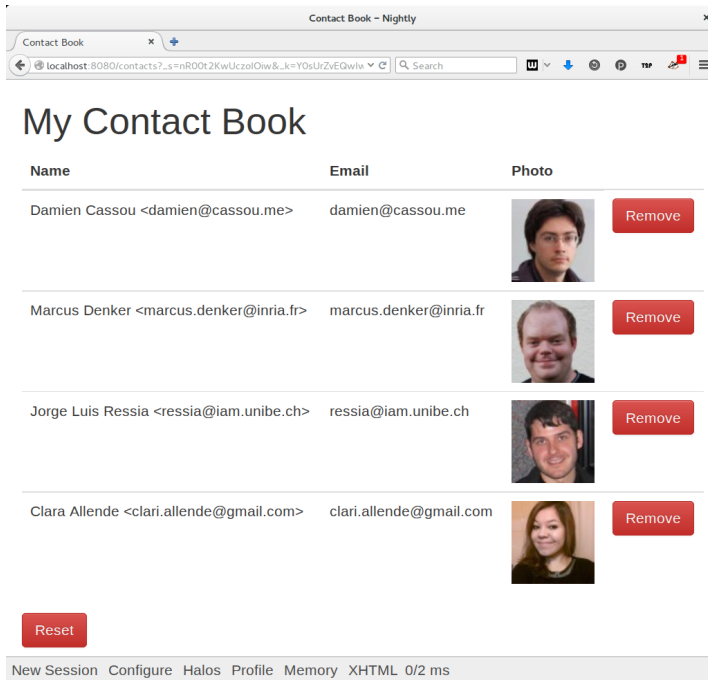 Contact Book – Nightly
Contact Book
localhost:8080/contacts?_s=nR00t2KwUczoIOiw&_k=Y0sUrZvEQwIv Search
1
My Contact Book
Name Email Photo
Damien Cassou <damien@cassou.me> damien@cassou.me Remove
Marcus Denker <marcus.denker@inria.fr> marcus.denker@inria.fr Remove
Jorge Luis Ressia <ressia@iam.unibe.ch> ressia@iam.unibe.ch Remove
Clara Allende <clari.allende@gmail.com> clari.allende@gmail.com Remove
Reset
New Session Configure Halos Profile Memory XHTML 0/2 ms